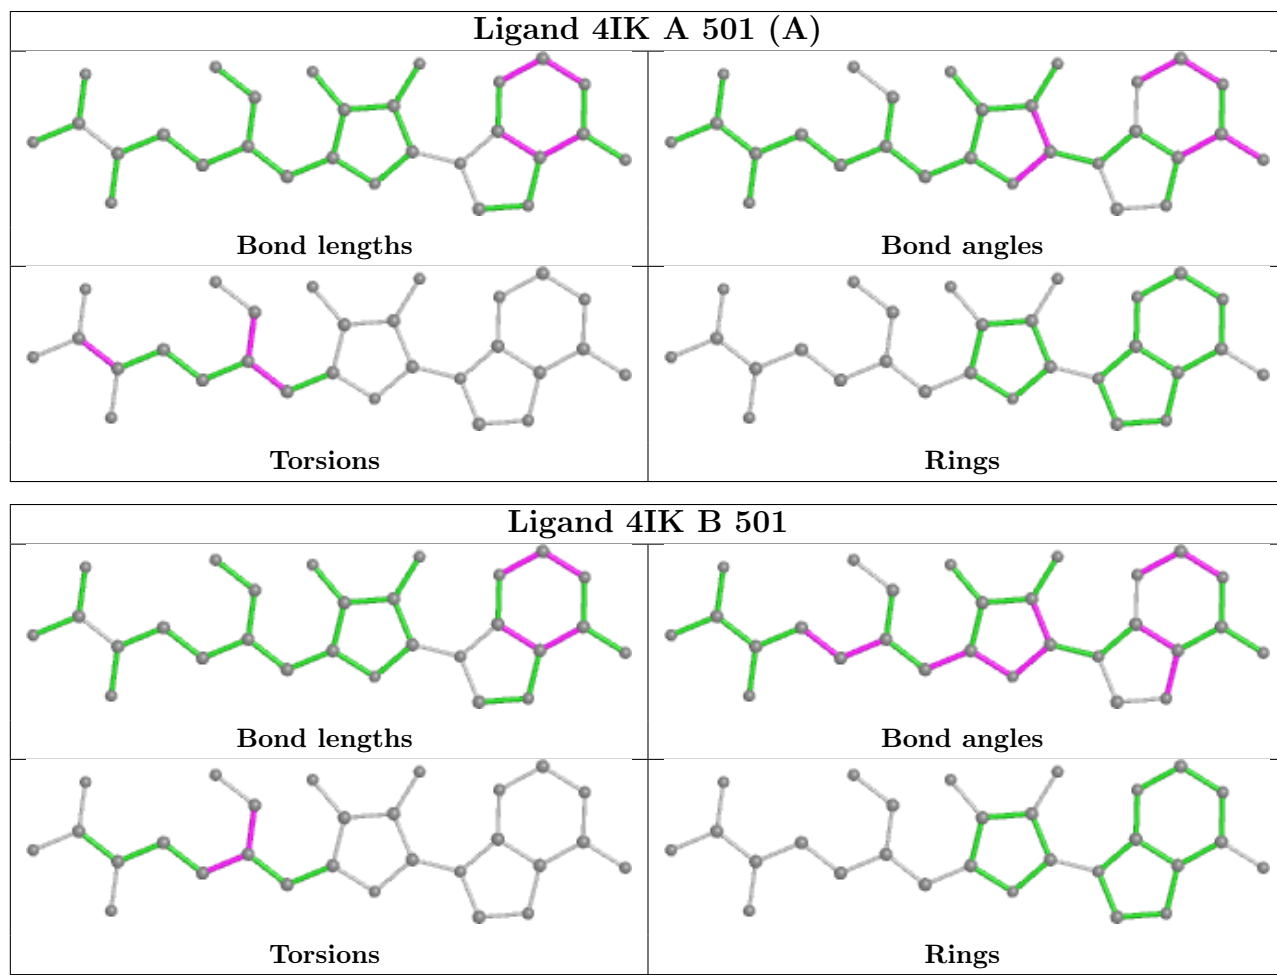 Ligand 4IK A 501 (A)
Bond lengths
Bond angles
Torsions
Rings
Ligand 4IK B 501
Bond lengths
Bond angles
Torsions
Rings